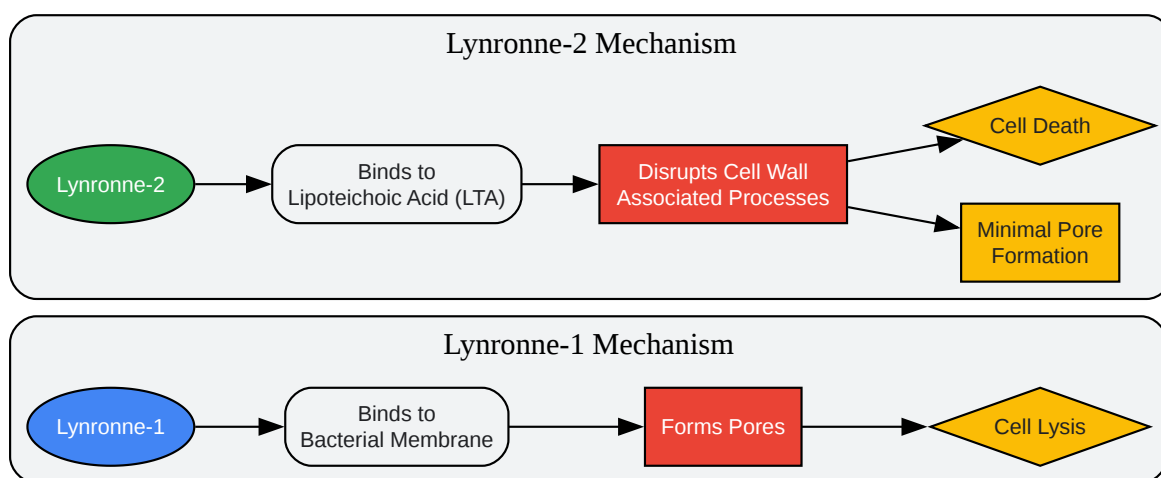 Lynronne-2 Mechanism
Lynronne-2
Binds to
Lipoteichoic Acid (LTA)
Disrupts Cell Wall
Associated Processes
Cell Death
Minimal Pore
Formation
Lynronne-1 Mechanism
Lynronne-1
Binds to
Bacterial Membrane
Forms Pores
Cell Lysis